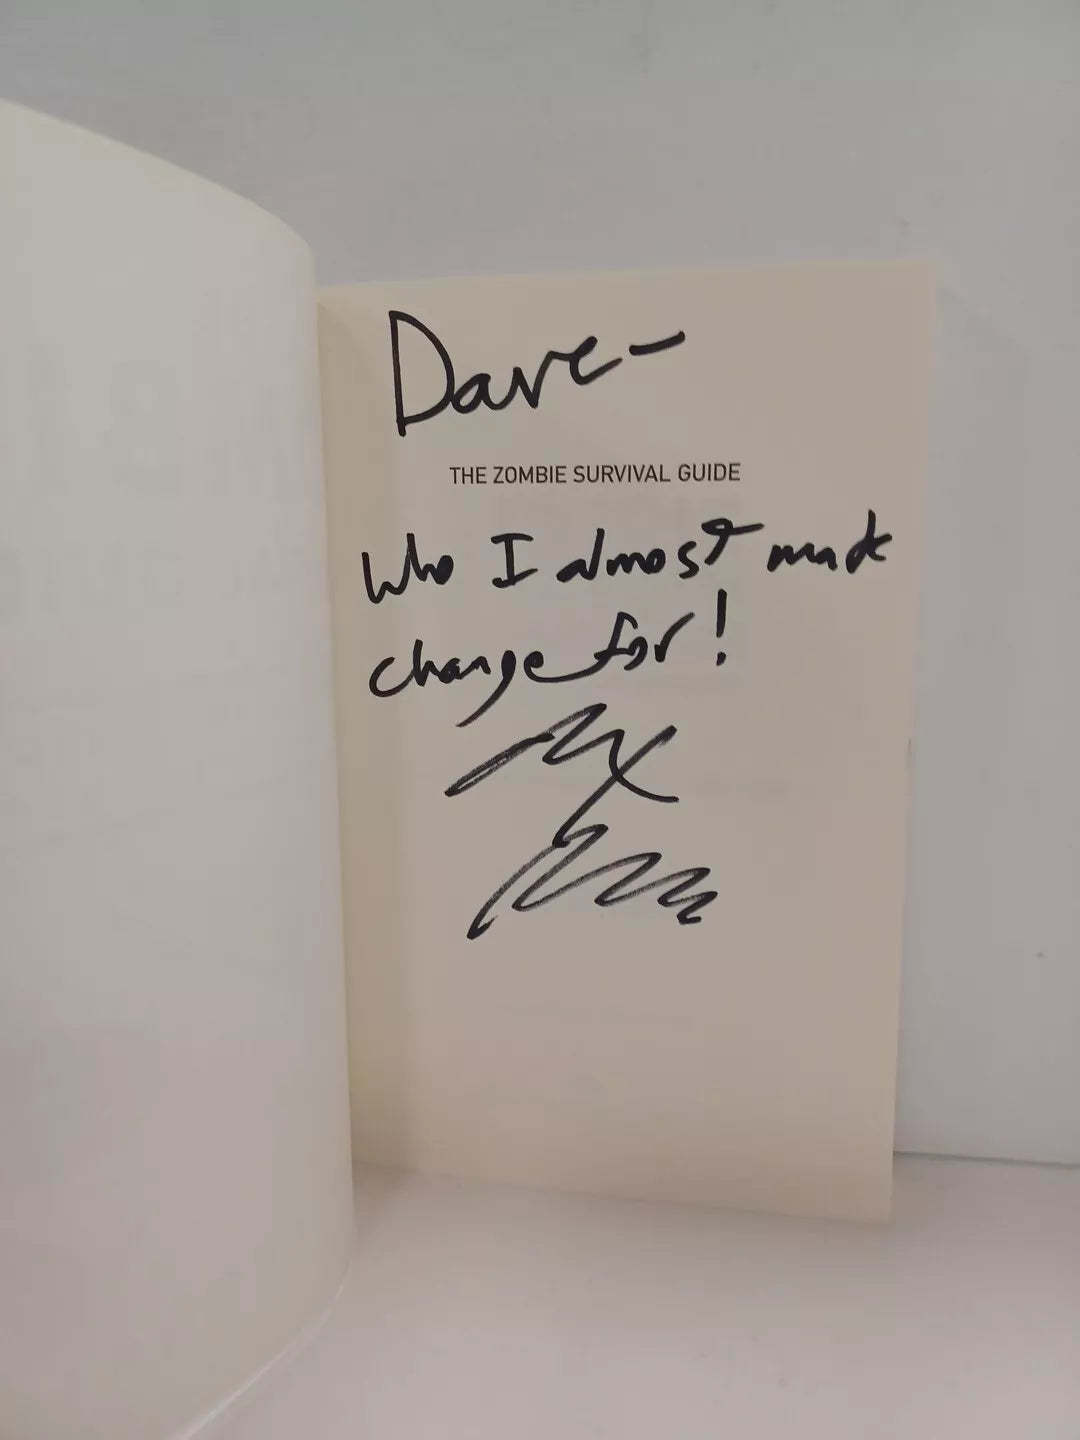 Dave-
THE ZOMBIE SURVIVAL GUIDE
Who I almost made
change for!